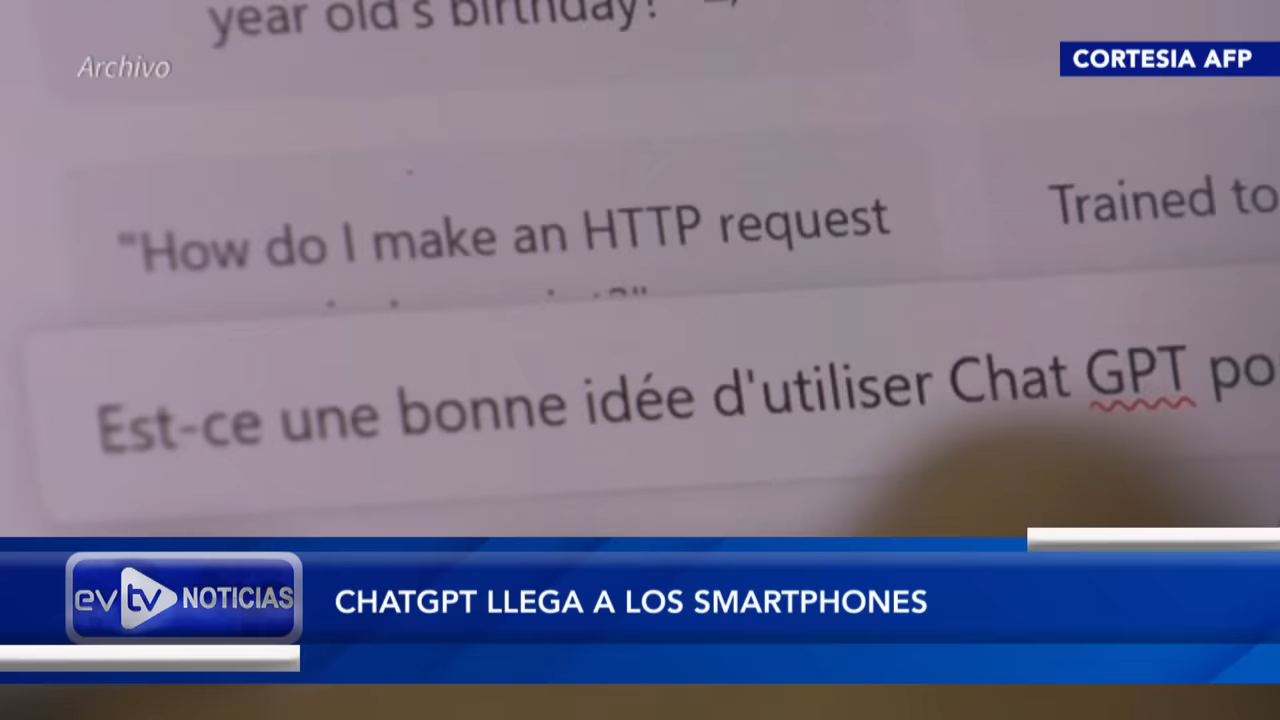 year old's birthday?
Archivo
CORTESIA AFP
"How do I make an HTTP request
Trained to
Est-ce une bonne idée d'utiliser Chat GPT po
evtv NOTICIAS
CHATGPT LLEGA A LOS SMARTPHONES